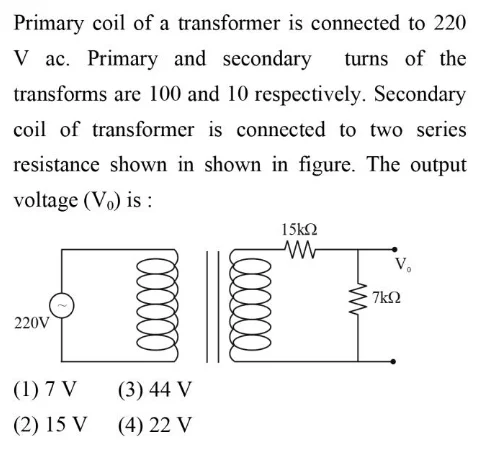 Primary coil of a transformer is connected to 220
V ac. Primary and secondary turns of the
transforms are 100 and 10 respectively. Secondary
coil of transformer is connected to two series
resistance shown in shown in figure. The output
voltage (V₀) is :
15kΩ
V₀
7kΩ
~
220V
(1) 7 V (3) 44 V
(2) 15 V (4) 22 V